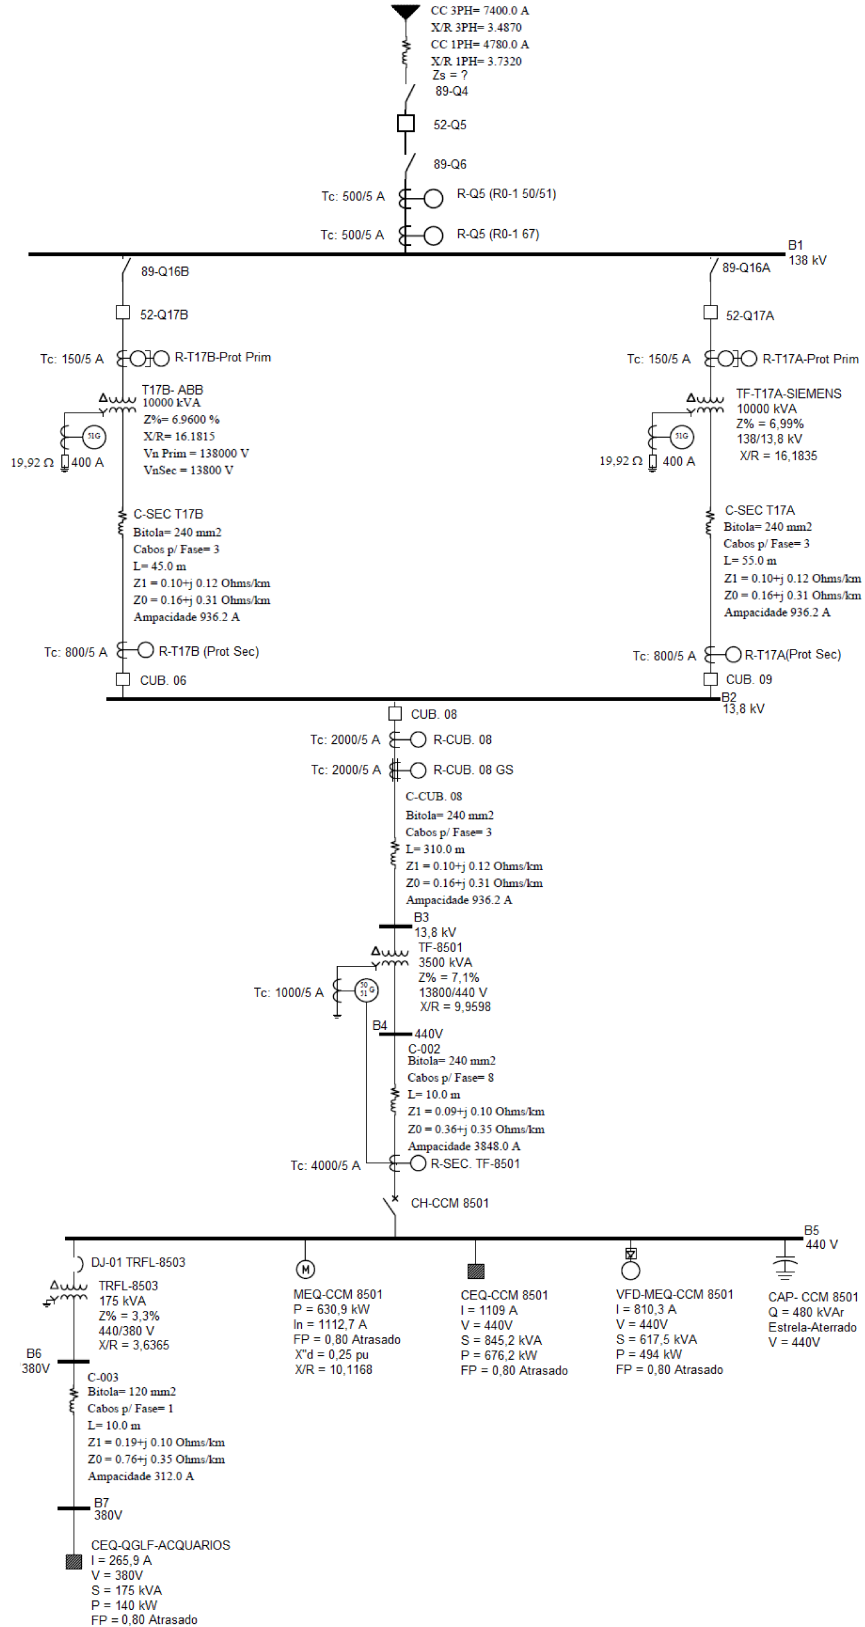 CC 3PH= 7400.0 A
X/R 3PH= 3.4870
CC 1PH= 4780.0 A
X/R 1PH= 3.7320
Zs = ?
89-Q4
52-Q5
89-Q6
Tc: 500/5 A
R-Q5 (R0-1 50/51)
Tc: 500/5 A
R-Q5 (R0-1 67)
B1
138 kV
89-Q16B
52-Q17B
Tc: 150/5 A
R-T17B-Prot Prim
T17B- ABB
10000 kVA
Z%= 6.9600 %
X/R= 16.1815
Vn Prim = 138000 V
VnSec = 13800 V
51G
19,92 Ω
400 A
C-SEC T17B
Bitola= 240 mm2
Cabos p/ Fase= 3
L= 45.0 m
Z1 = 0.10+j 0.12 Ohms/km
Z0 = 0.16+j 0.31 Ohms/km
Ampacidade 936.2 A
Tc: 800/5 A
R-T17B (Prot Sec)
CUB. 06
89-Q16A
52-Q17A
Tc: 150/5 A
R-T17A-Prot Prim
TF-T17A-SIEMENS
10000 kVA
Z% = 6,99%
138/13,8 kV
X/R = 16,1835
51G
19,92 Ω
400 A
C-SEC T17A
Bitola= 240 mm2
Cabos p/ Fase= 3
L= 55.0 m
Z1 = 0.10+j 0.12 Ohms/km
Z0 = 0.16+j 0.31 Ohms/km
Ampacidade 936.2 A
Tc: 800/5 A
R-T17A(Prot Sec)
CUB. 09
B2
13,8 kV
CUB. 08
Tc: 2000/5 A
R-CUB. 08
Tc: 2000/5 A
R-CUB. 08 GS
C-CUB. 08
Bitola= 240 mm2
Cabos p/ Fase= 3
L= 310.0 m
Z1 = 0.10+j 0.12 Ohms/km
Z0 = 0.16+j 0.31 Ohms/km
Ampacidade 936.2 A
B3
13,8 kV
TF-8501
3500 kVA
Z% = 7,1%
13800/440 V
X/R = 9,9598
Tc: 1000/5 A
50
51 G
B4
440V
C-002
Bitola= 240 mm2
Cabos p/ Fase= 8
L= 10.0 m
Z1 = 0.09+j 0.10 Ohms/km
Z0 = 0.36+j 0.35 Ohms/km
Ampacidade 3848.0 A
Tc: 4000/5 A
R-SEC. TF-8501
CH-CCM 8501
B5
440 V
DJ-01 TRFL-8503
TRFL-8503
175 kVA
Z% = 3,3%
440/380 V
X/R = 3,6365
B6
380V
C-003
Bitola= 120 mm2
Cabos p/ Fase= 1
L= 10.0 m
Z1 = 0.19+j 0.10 Ohms/km
Z0 = 0.76+j 0.35 Ohms/km
Ampacidade 312.0 A
B7
380V
CEQ-QGLF-ACQUARIOS
I = 265,9 A
V = 380V
S = 175 kVA
P = 140 kW
FP = 0,80 Atrasado
M
MEQ-CCM 8501
P = 630,9 kW
In = 1112,7 A
FP = 0,80 Atrasado
X"d = 0,25 pu
X/R = 10,1168
CEQ-CCM 8501
I = 1109 A
V = 440V
S = 845,2 kVA
P = 676,2 kW
FP = 0,80 Atrasado
VFD-MEQ-CCM 8501
I = 810,3 A
V = 440V
S = 617,5 kVA
P = 494 kW
FP = 0,80 Atrasado
CAP- CCM 8501
Q = 480 kVAr
Estrela-Aterrado
V = 440V